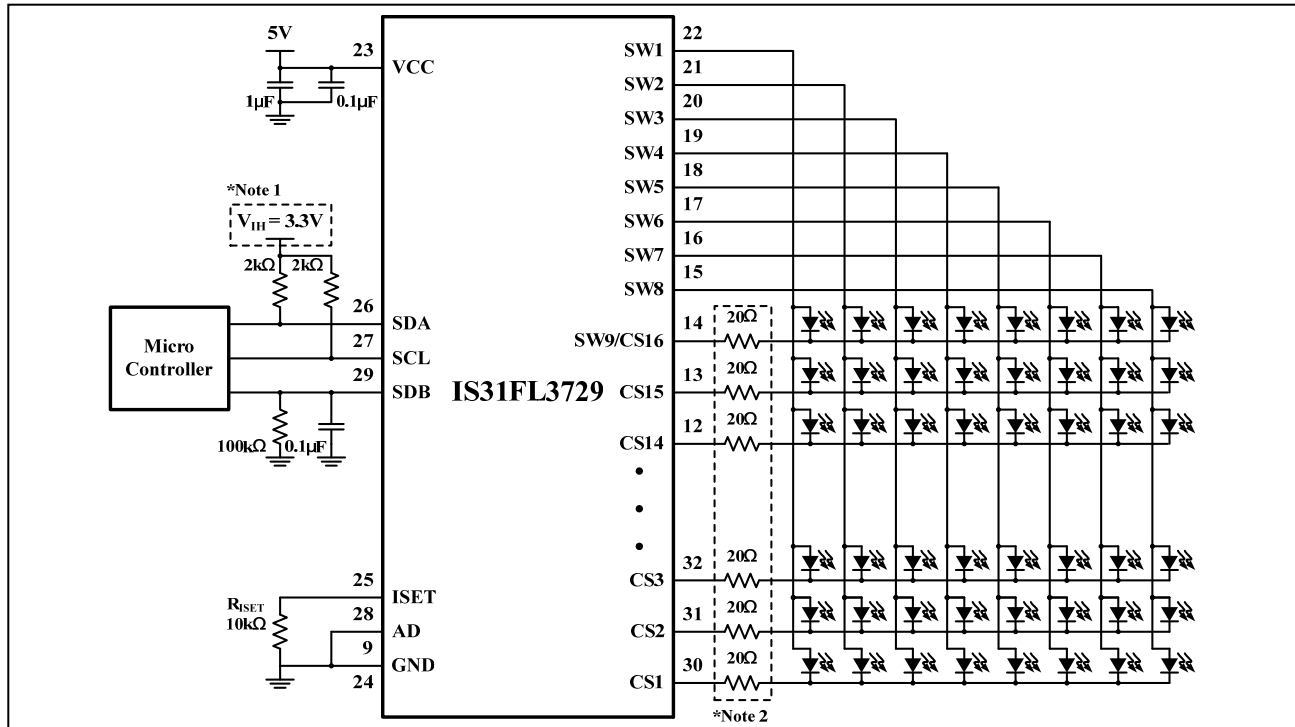 5V
23
VCC
1µF
0.1µF
*Note 1
VIH = 3.3V
2kΩ
2kΩ
Micro
Controller
26
SDA
27
SCL
29
SDB
100kΩ
0.1µF
IS31FL3729
25
ISET
RISET
10kΩ
28
AD
9
GND
24
22
SW1
21
SW2
20
SW3
19
SW4
18
SW5
17
SW6
16
SW7
15
SW8
14
SW9/CS16
20Ω
13
CS15
20Ω
12
CS14
20Ω
32
CS3
20Ω
31
CS2
20Ω
30
CS1
20Ω
*Note 2